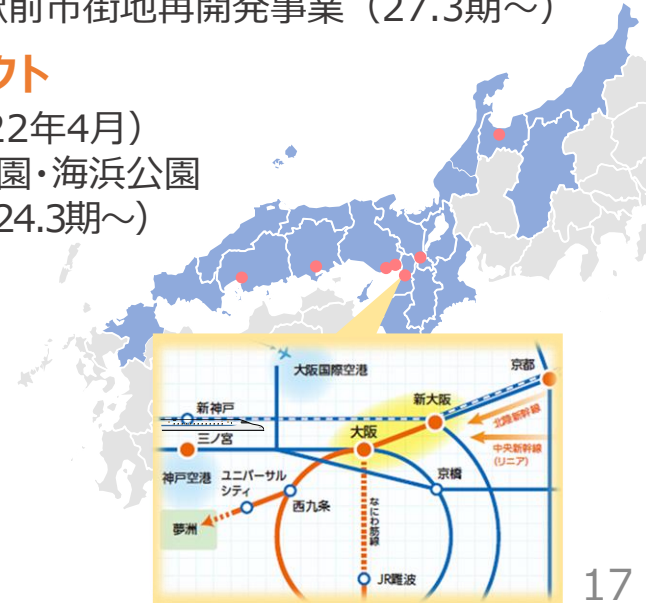 駅前市街地再開発事業（27.3期～）
クト
22年4月）
園・海浜公園
24.3期～）
大阪国際空港
京都
新神戸
新大阪
北陸新幹線
三ノ宮
大阪
中央新幹線
（リニア）
神戸空港
ユニバーサル
シティ
京橋
西九条
なにわ筋線
夢洲
JR難波
17